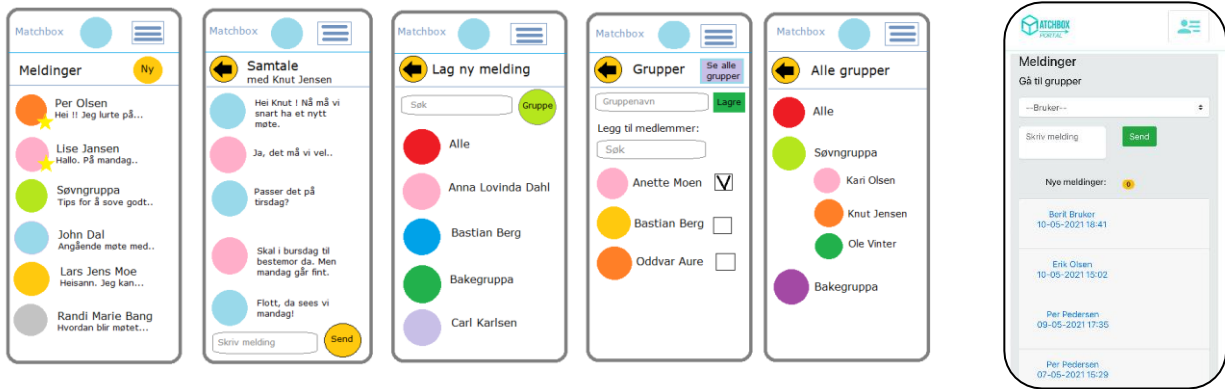 Matchbox
Meldinger
Ny
Per Olsen
Hei !! Jeg lurte på...
Lise Jansen
Hallo. På mandag..
Søvngruppa
Tips for å sove godt..
John Dal
Angående møte med..
Lars Jens Moe
Heisann. Jeg kan...
Randi Marie Bang
Hvordan blir møtet...
Matchbox
Samtale
med Knut Jensen
Hei Knut ! Nå må vi
snart ha et nytt
møte.
Ja, det må vi vel..
Passer det på
tirsdag?
Skal i bursdag til
bestemor da. Men
mandag går fint.
Flott, da sees vi
mandag!
Skriv melding
Send
Matchbox
Lag ny melding
Søk
Gruppe
Alle
Anna Lovinda Dahl
Bastian Berg
Bakegruppa
Carl Karlsen
Matchbox
Grupper
Se alle
grupper
Gruppenavn
Lagre
Legg til medlemmer:
Søk
Anette Moen
Bastian Berg
Oddvar Aure
Matchbox
Alle grupper
Alle
Søvngruppa
Kari Olsen
Knut Jensen
Ole Vinter
Bakegruppa
ATCHBOX
PORTAL
Meldinger
Gå til grupper
--Bruker--
Skriv melding
Send
Nye meldinger: 0
Berit Bruker
10-05-2021 18:41
Erik Olsen
10-05-2021 15:02
Per Pedersen
09-05-2021 17:35
Per Pedersen
07-05-2021 15:29